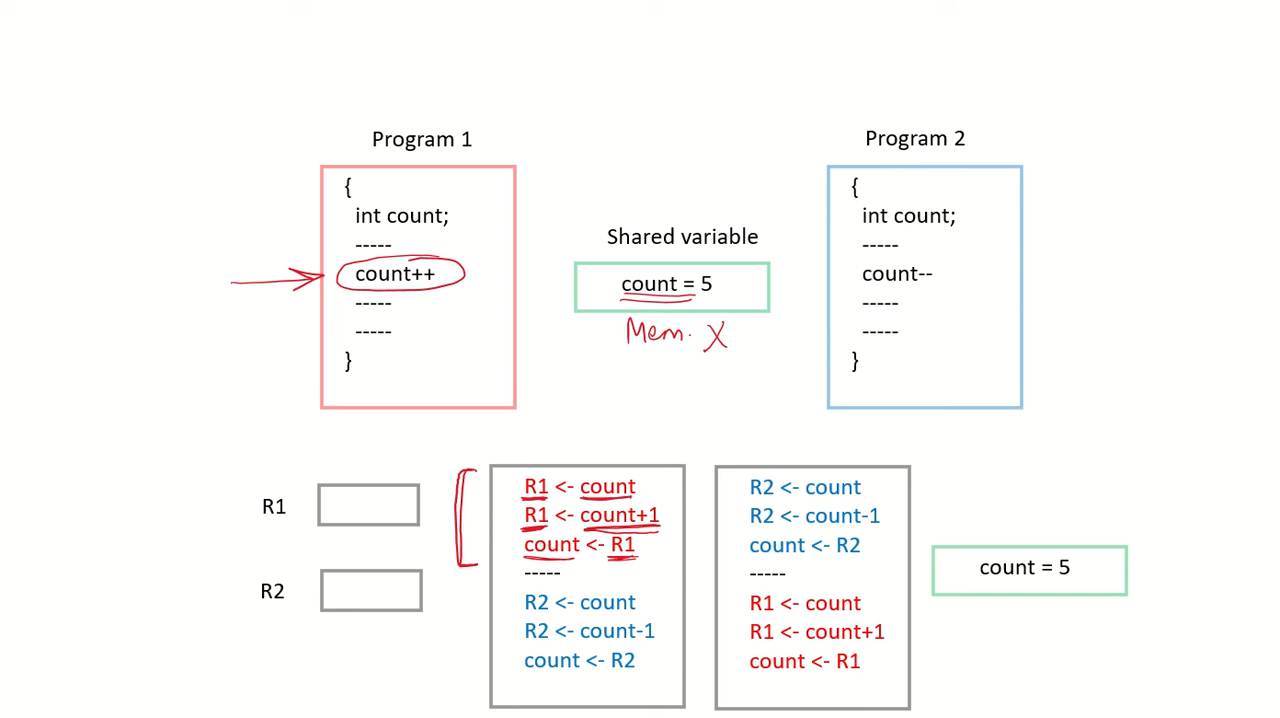 Program 1
{
int count;
-----
count++
-----
-----
}
Shared variable
count = 5
Mem. X
Program 2
{
int count;
-----
count--
-----
-----
}
R1
R2
R1 <- count
R1 <- count+1
count <- R1
-----
R2 <- count
R2 <- count-1
count <- R2
R2 <- count
R2 <- count-1
count <- R2
-----
R1 <- count
R1 <- count+1
count <- R1
count = 5